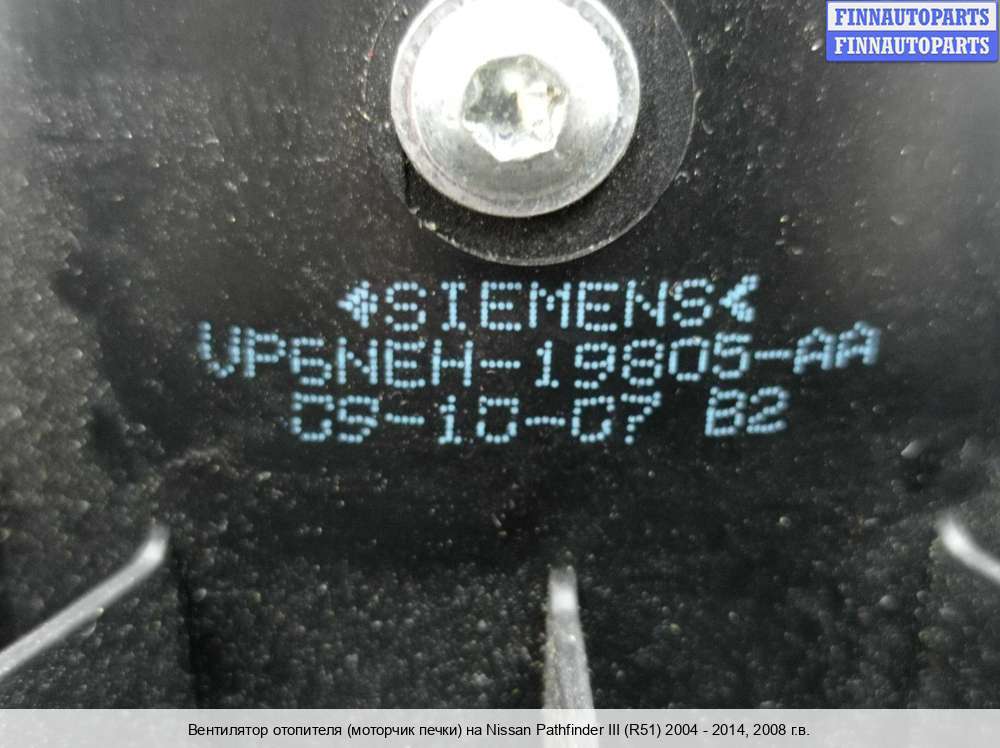 FINNAUTOPARTS
FINNAUTOPARTS
SIEMENS
VP5NEH-19805-AA
09-10-07 B2
Вентилятор отопителя (моторчик печки) на Nissan Pathfinder III (R51) 2004 - 2014, 2008 г.в.